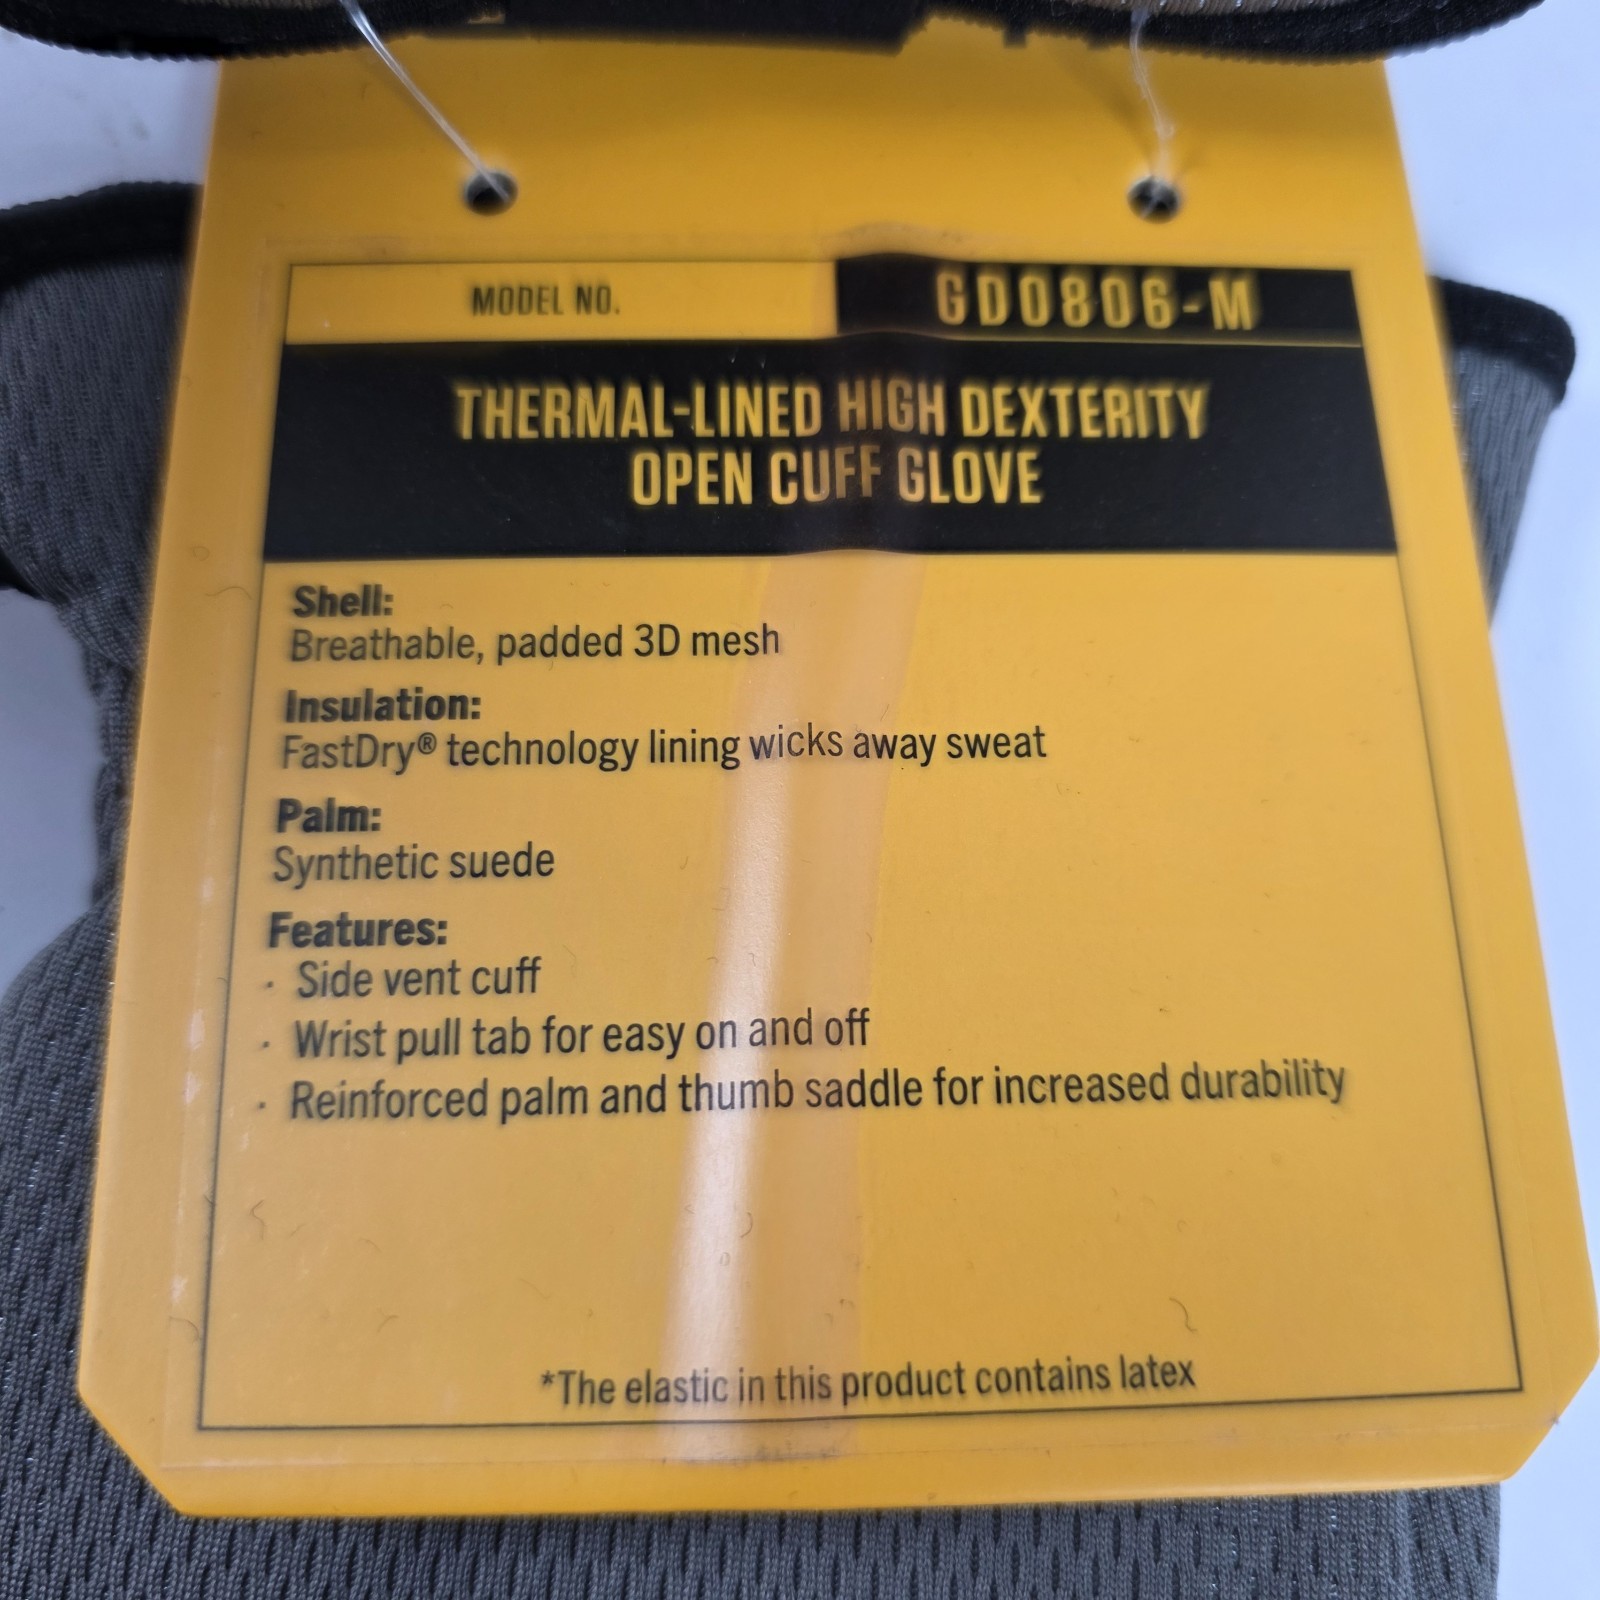 MODEL NO. GD0806-M
THERMAL-LINED HIGH DEXTERITY
OPEN CUFF GLOVE
Shell:
Breathable, padded 3D mesh
Insulation:
FastDry® technology lining wicks away sweat
Palm:
Synthetic suede
Features:
· Side vent cuff
· Wrist pull tab for easy on and off
· Reinforced palm and thumb saddle for increased durability
*The elastic in this product contains latex